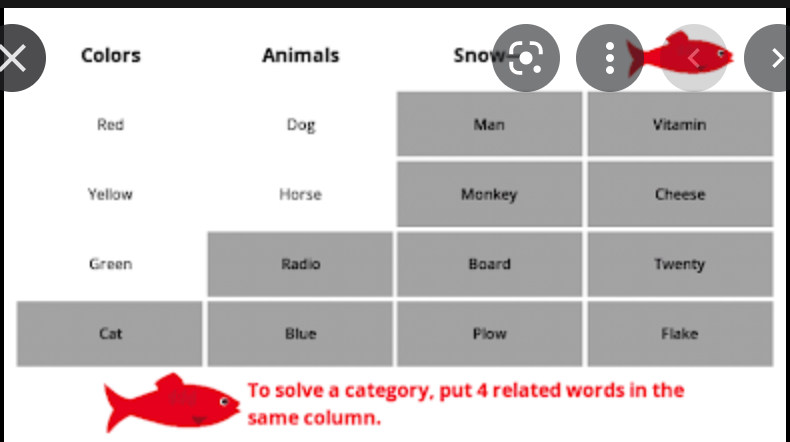 Colors Animals Snow—
Red Dog Man Vitamin
Yellow Horse Monkey Cheese
Green Radio Board Twenty
Cat Blue Plow Flake
To solve a category, put 4 related words in the
same column.